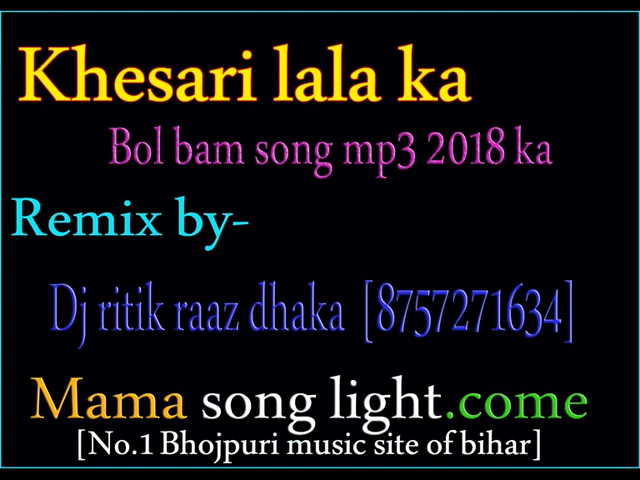 Khesari lala ka
Bol bam song mp3 2018 ka
Remix by-
Dj ritik raaz dhaka [8757271634]
Mama song light.come
[No.1 Bhojpuri music site of bihar]